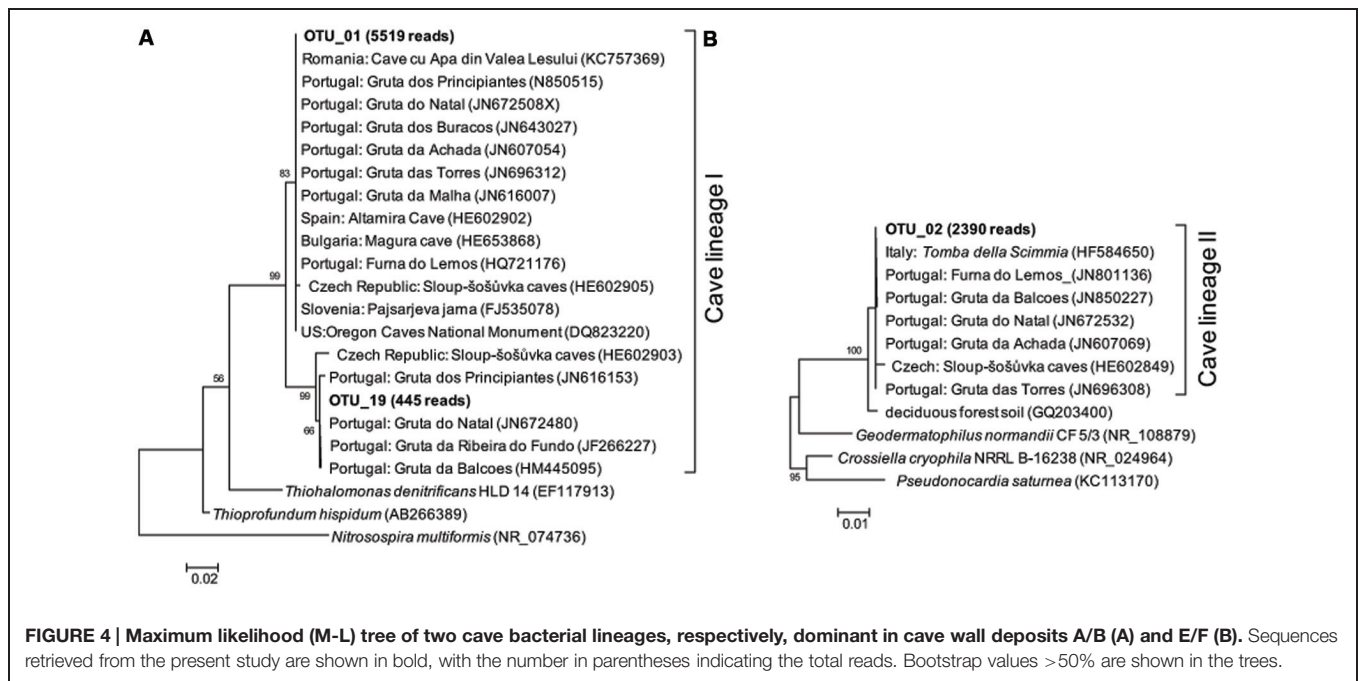 A
OTU_01 (5519 reads)
Romania: Cave cu Apa din Valea Lesului (KC757369)
Portugal: Gruta dos Principiantes (N850515)
Portugal: Gruta do Natal (JN672508X)
Portugal: Gruta dos Buracos (JN643027)
Portugal: Gruta da Achada (JN607054)
83
Portugal: Gruta das Torres (JN696312)
Portugal: Gruta da Malha (JN616007)
Spain: Altamira Cave (HE602902)
Bulgaria: Magura cave (HE653868)
Portugal: Furna do Lemos (HQ721176)
99
Czech Republic: Sloup-šošůvka caves (HE602905)
Slovenia: Pajsarjeva jama (FJ535078)
US:Oregon Caves National Monument (DQ823220)
Czech Republic: Sloup-šošůvka caves (HE602903)
Portugal: Gruta dos Principiantes (JN616153)
56
99
OTU_19 (445 reads)
Portugal: Gruta do Natal (JN672480)
66
Portugal: Gruta da Ribeira do Fundo (JF266227)
Portugal: Gruta da Balcoes (HM445095)
Thiohalomonas denitrificans HLD 14 (EF117913)
Thioprofundum hispidum (AB266389)
Nitrosospira multiformis (NR_074736)
0.02
Cave lineage I
B
OTU_02 (2390 reads)
Italy: Tomba della Scimmia (HF584650)
Portugal: Furna do Lemos_(JN801136)
Portugal: Gruta da Balcoes (JN850227)
Portugal: Gruta do Natal (JN672532)
Portugal: Gruta da Achada (JN607069)
100
Czech: Sloup-šošůvka caves (HE602849)
Portugal: Gruta das Torres (JN696308)
deciduous forest soil (GQ203400)
Geodermatophilus normandii CF 5/3 (NR_108879)
Crossiella cryophila NRRL B-16238 (NR_024964)
95
Pseudonocardia saturnea (KC113170)
0.01
Cave lineage II
FIGURE 4 | Maximum likelihood (M-L) tree of two cave bacterial lineages, respectively, dominant in cave wall deposits A/B (A) and E/F (B). Sequences
retrieved from the present study are shown in bold, with the number in parentheses indicating the total reads. Bootstrap values >50% are shown in the trees.